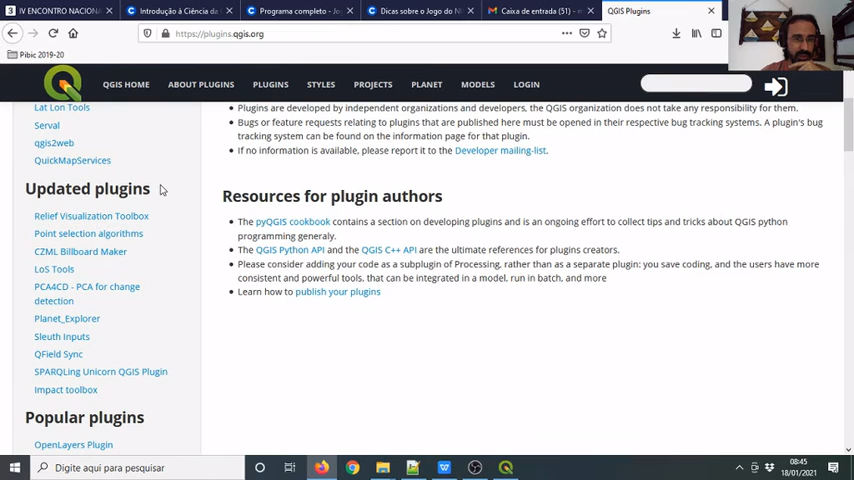 IV ENCONTRO NACIONA
Introdução à Ciência da
Programa completo - Jo
Dicas sobre o Jogo do N
Caixa de entrada (51) - m
QGIS Plugins
https://plugins.qgis.org
Pibic 2019-20
QGIS HOME
ABOUT PLUGINS
PLUGINS
STYLES
PROJECTS
PLANET
MODELS
LOGIN
Lat Lon Tools
Serval
qgis2web
QuickMapServices
Updated plugins
Relief Visualization Toolbox
Point selection algorithms
CZML Billboard Maker
LoS Tools
PCA4CD - PCA for change
detection
Planet_Explorer
Sleuth Inputs
QField Sync
SPARQLing Unicorn QGIS Plugin
Impact toolbox
Popular plugins
OpenLayers Plugin
Plugins are developed by independent organizations and developers, the QGIS organization does not take any responsibility for them.
Bugs or feature requests relating to plugins that are published here must be opened in their respective bug tracking systems. A plugin's bug
tracking system can be found on the information page for that plugin.
If no information is available, please report it to the Developer mailing-list.
Resources for plugin authors
The pyQGIS cookbook contains a section on developing plugins and is an ongoing effort to collect tips and tricks about QGIS python
programming generaly.
The QGIS Python API and the QGIS C++ API are the ultimate references for plugins creators.
Please consider adding your code as a subplugin of Processing, rather than as a separate plugin: you save coding, and the users have more
consistent and powerful tools, that can be integrated in a model, run in batch, and more
Learn how to publish your plugins
Digite aqui para pesquisar
08:45
18/01/2021